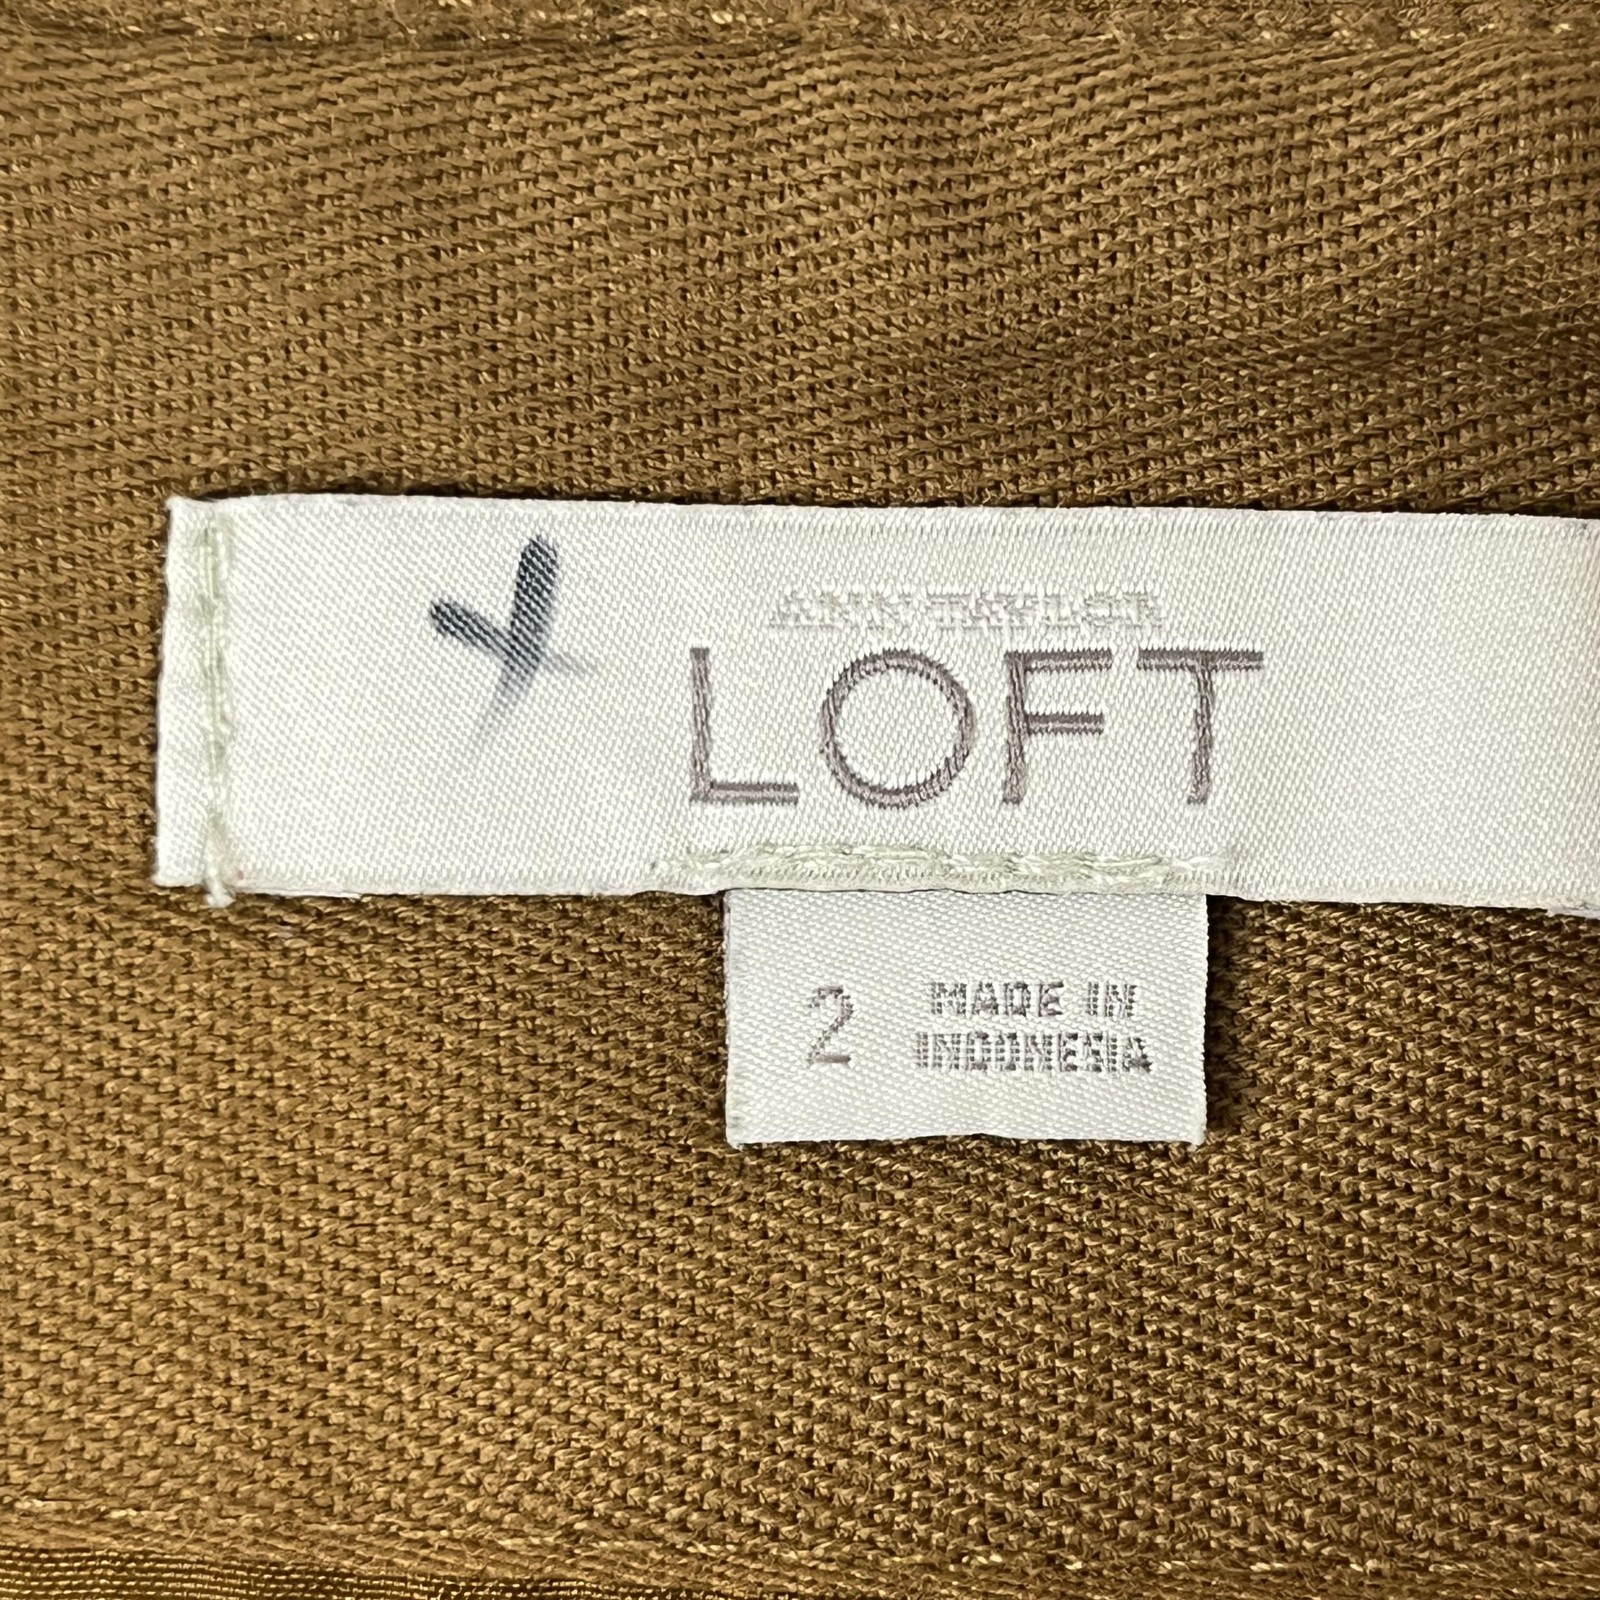 ANN TAYLOR
LOFT
2 MADE IN
INDONESIA